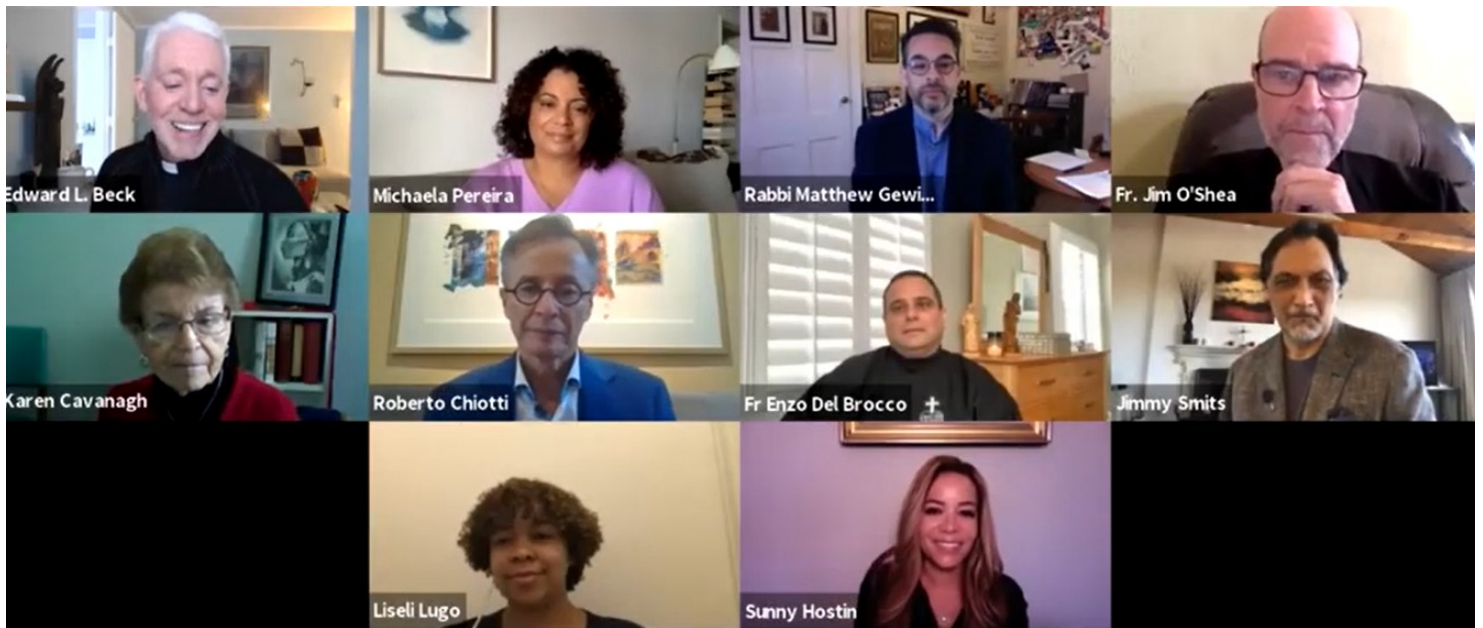 Edward L. Beck
Michaela Pereira
Rabbi Matthew Gewi...
Fr. Jim O'Shea
Karen Cavanagh
Roberto Chiotti
Fr Enzo Del Brocco
Jimmy Smits
Liseli Lugo
Sunny Hostin